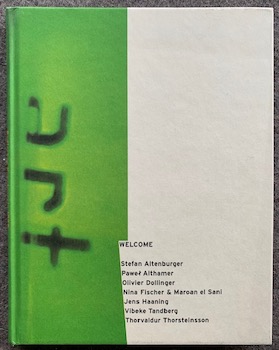 WELCOME
Stefan Altenburger
Paweł Althamer
Olivier Dollinger
Nina Fischer & Maroan el Sani
Jens Haaning
Vibeke Tandberg
Thorvaldur Thorsteinsson